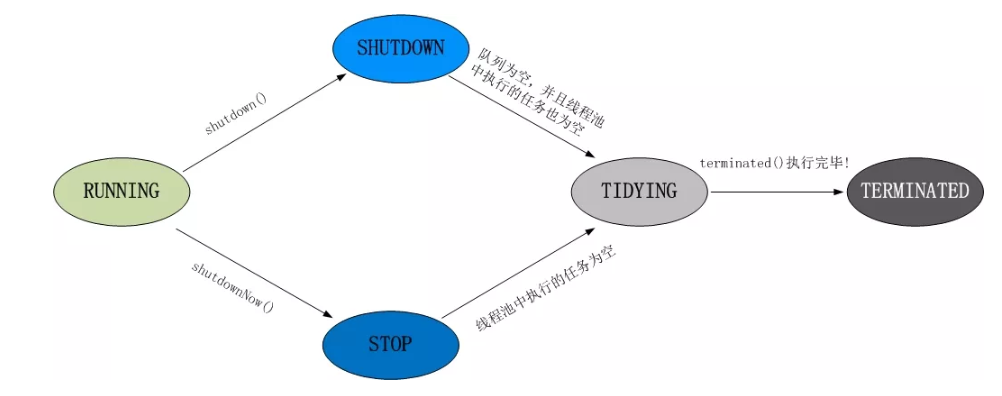 SHUTDOWN
队列为空，并且线程池
中执行的任务也为空
shutdown()
RUNNING
TIDYING
terminated()执行完毕!
TERMINATED
shutdownNow()
线程池中执行的任务为空
STOP